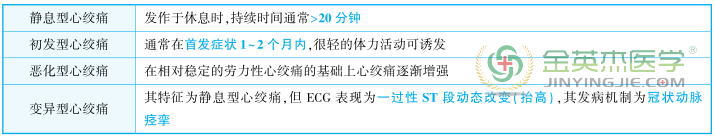 静息型心绞痛 发作于休息时,持续时间通常>20 分钟
初发型心绞痛 通常在首发症状 1~2 个月内,很轻的体力活动可诱发
恶化型心绞痛 在相对稳定的劳力性心绞痛的基础上心绞痛逐渐增强
变异型心绞痛 其特征为静息型心绞痛,但 ECG 表现为一过性 ST 段动态改变(抬高),其发病机制为冠状动脉
痉挛
金英杰医学
JINYINGJIE.COM